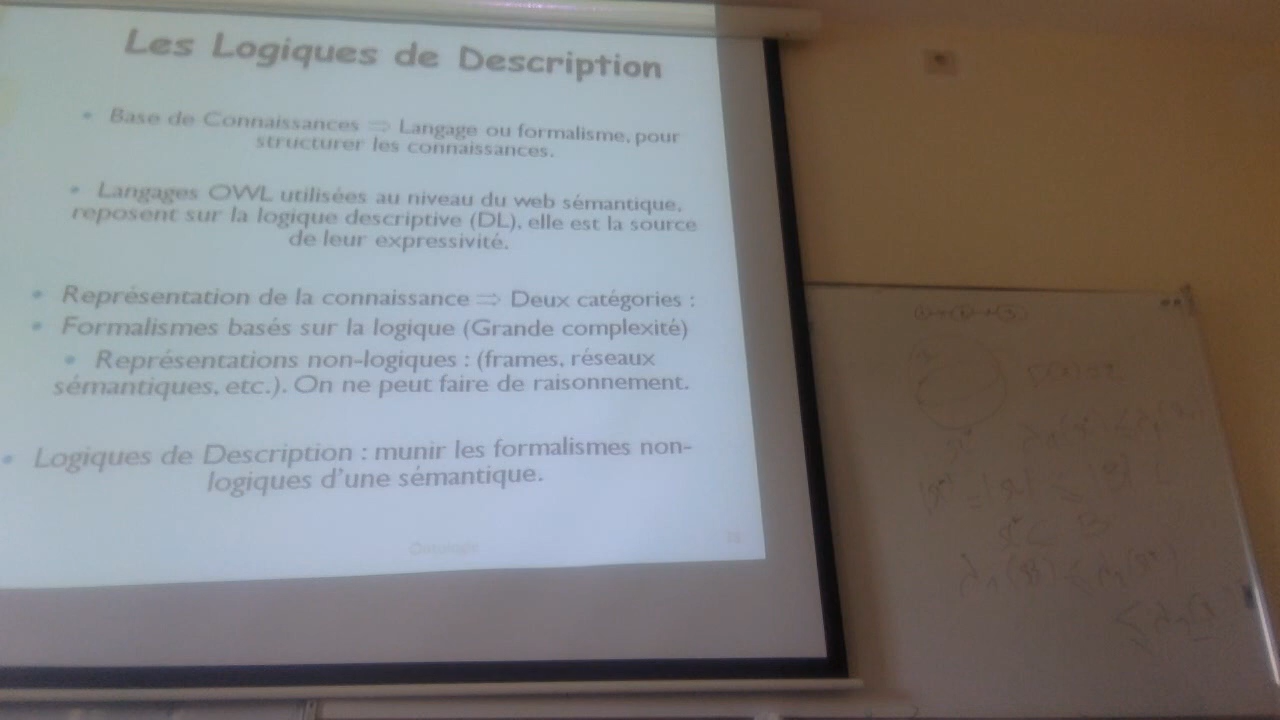 Les Logiques de Description
• Base de Connaissances ⇒ Langage ou formalisme, pour
structurer les connaissances.
• Langages OWL utilisées au niveau du web sémantique,
reposent sur la logique descriptive (DL), elle est la source
de leur expressivité.
• Représentation de la connaissance ⇒ Deux catégories :
• Formalismes basés sur la logique (Grande complexité)
• Représentations non-logiques : (frames, réseaux
sémantiques, etc.). On ne peut faire de raisonnement.
• Logiques de Description : munir les formalismes non-
logiques d'une sémantique.